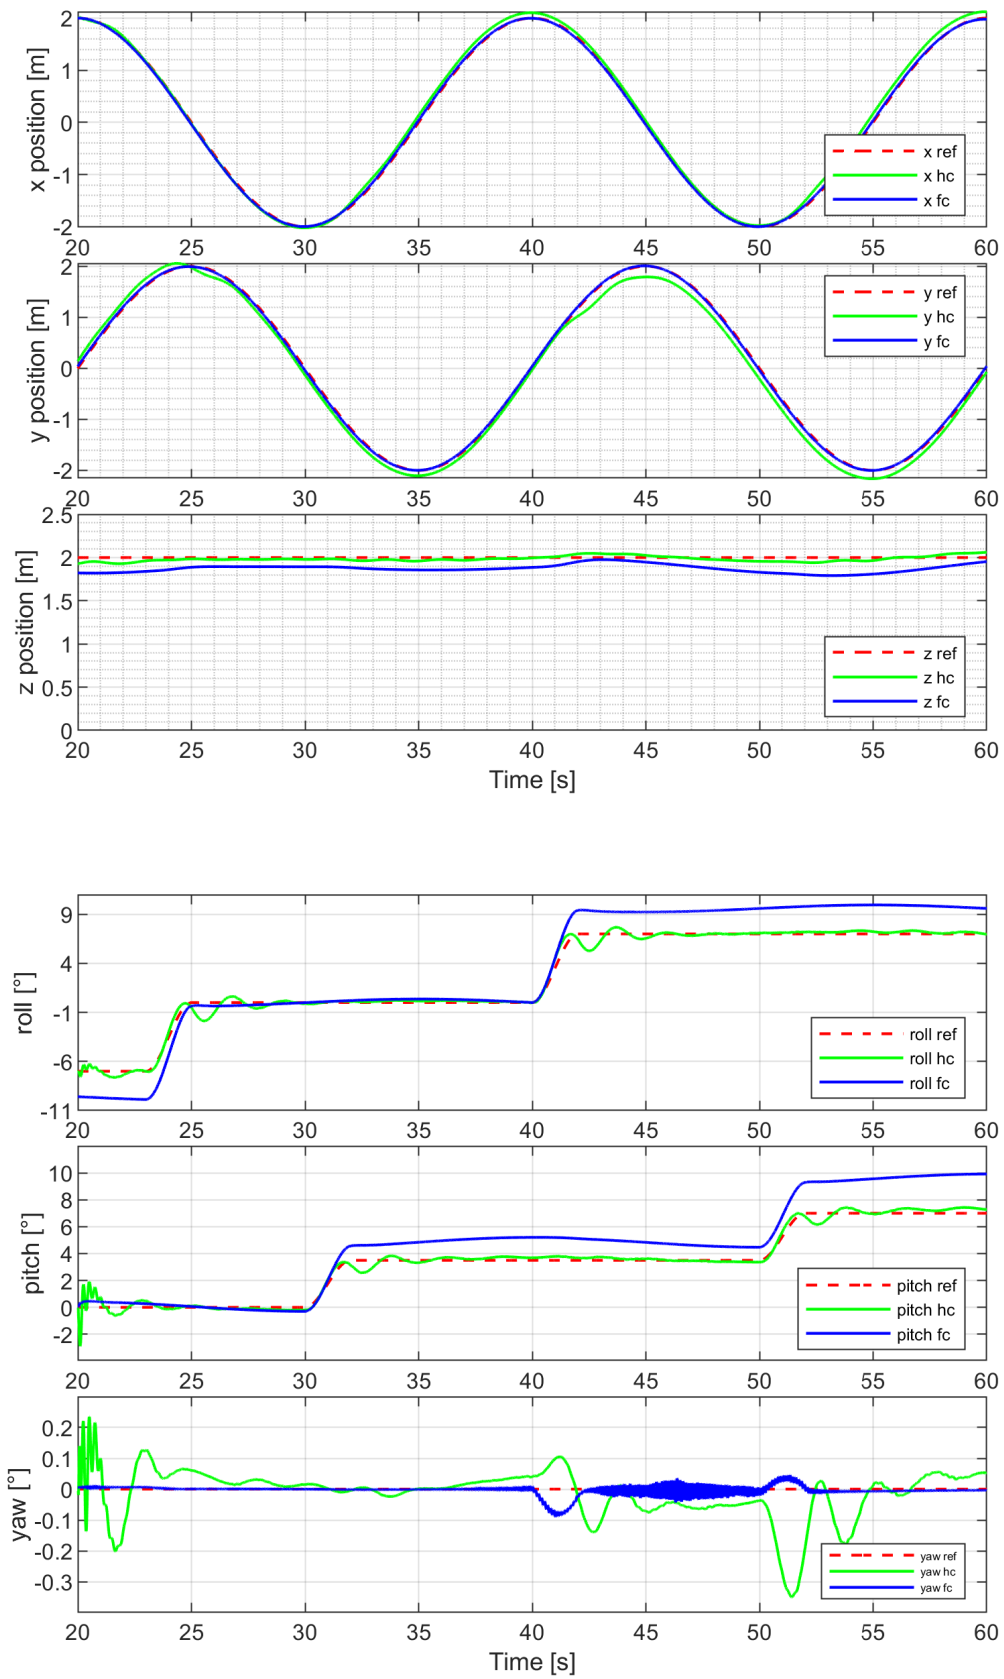 x position [m]
2
1
0
-1
-2
x ref
x hc
x fc
20 25 30 35 40 45 50 55 60
y position [m]
2
1
0
-1
-2
y ref
y hc
y fc
20 25 30 35 40 45 50 55 60
z position [m]
2.5
2
1.5
1
0.5
0
z ref
z hc
z fc
20 25 30 35 40 45 50 55 60
Time [s]
roll [°]
9
4
-1
-6
-11
roll ref
roll hc
roll fc
20 25 30 35 40 45 50 55 60
pitch [°]
10
8
6
4
2
0
-2
pitch ref
pitch hc
pitch fc
20 25 30 35 40 45 50 55 60
yaw [°]
0.2
0.1
0
-0.1
-0.2
-0.3
yaw ref
yaw hc
yaw fc
20 25 30 35 40 45 50 55 60
Time [s]